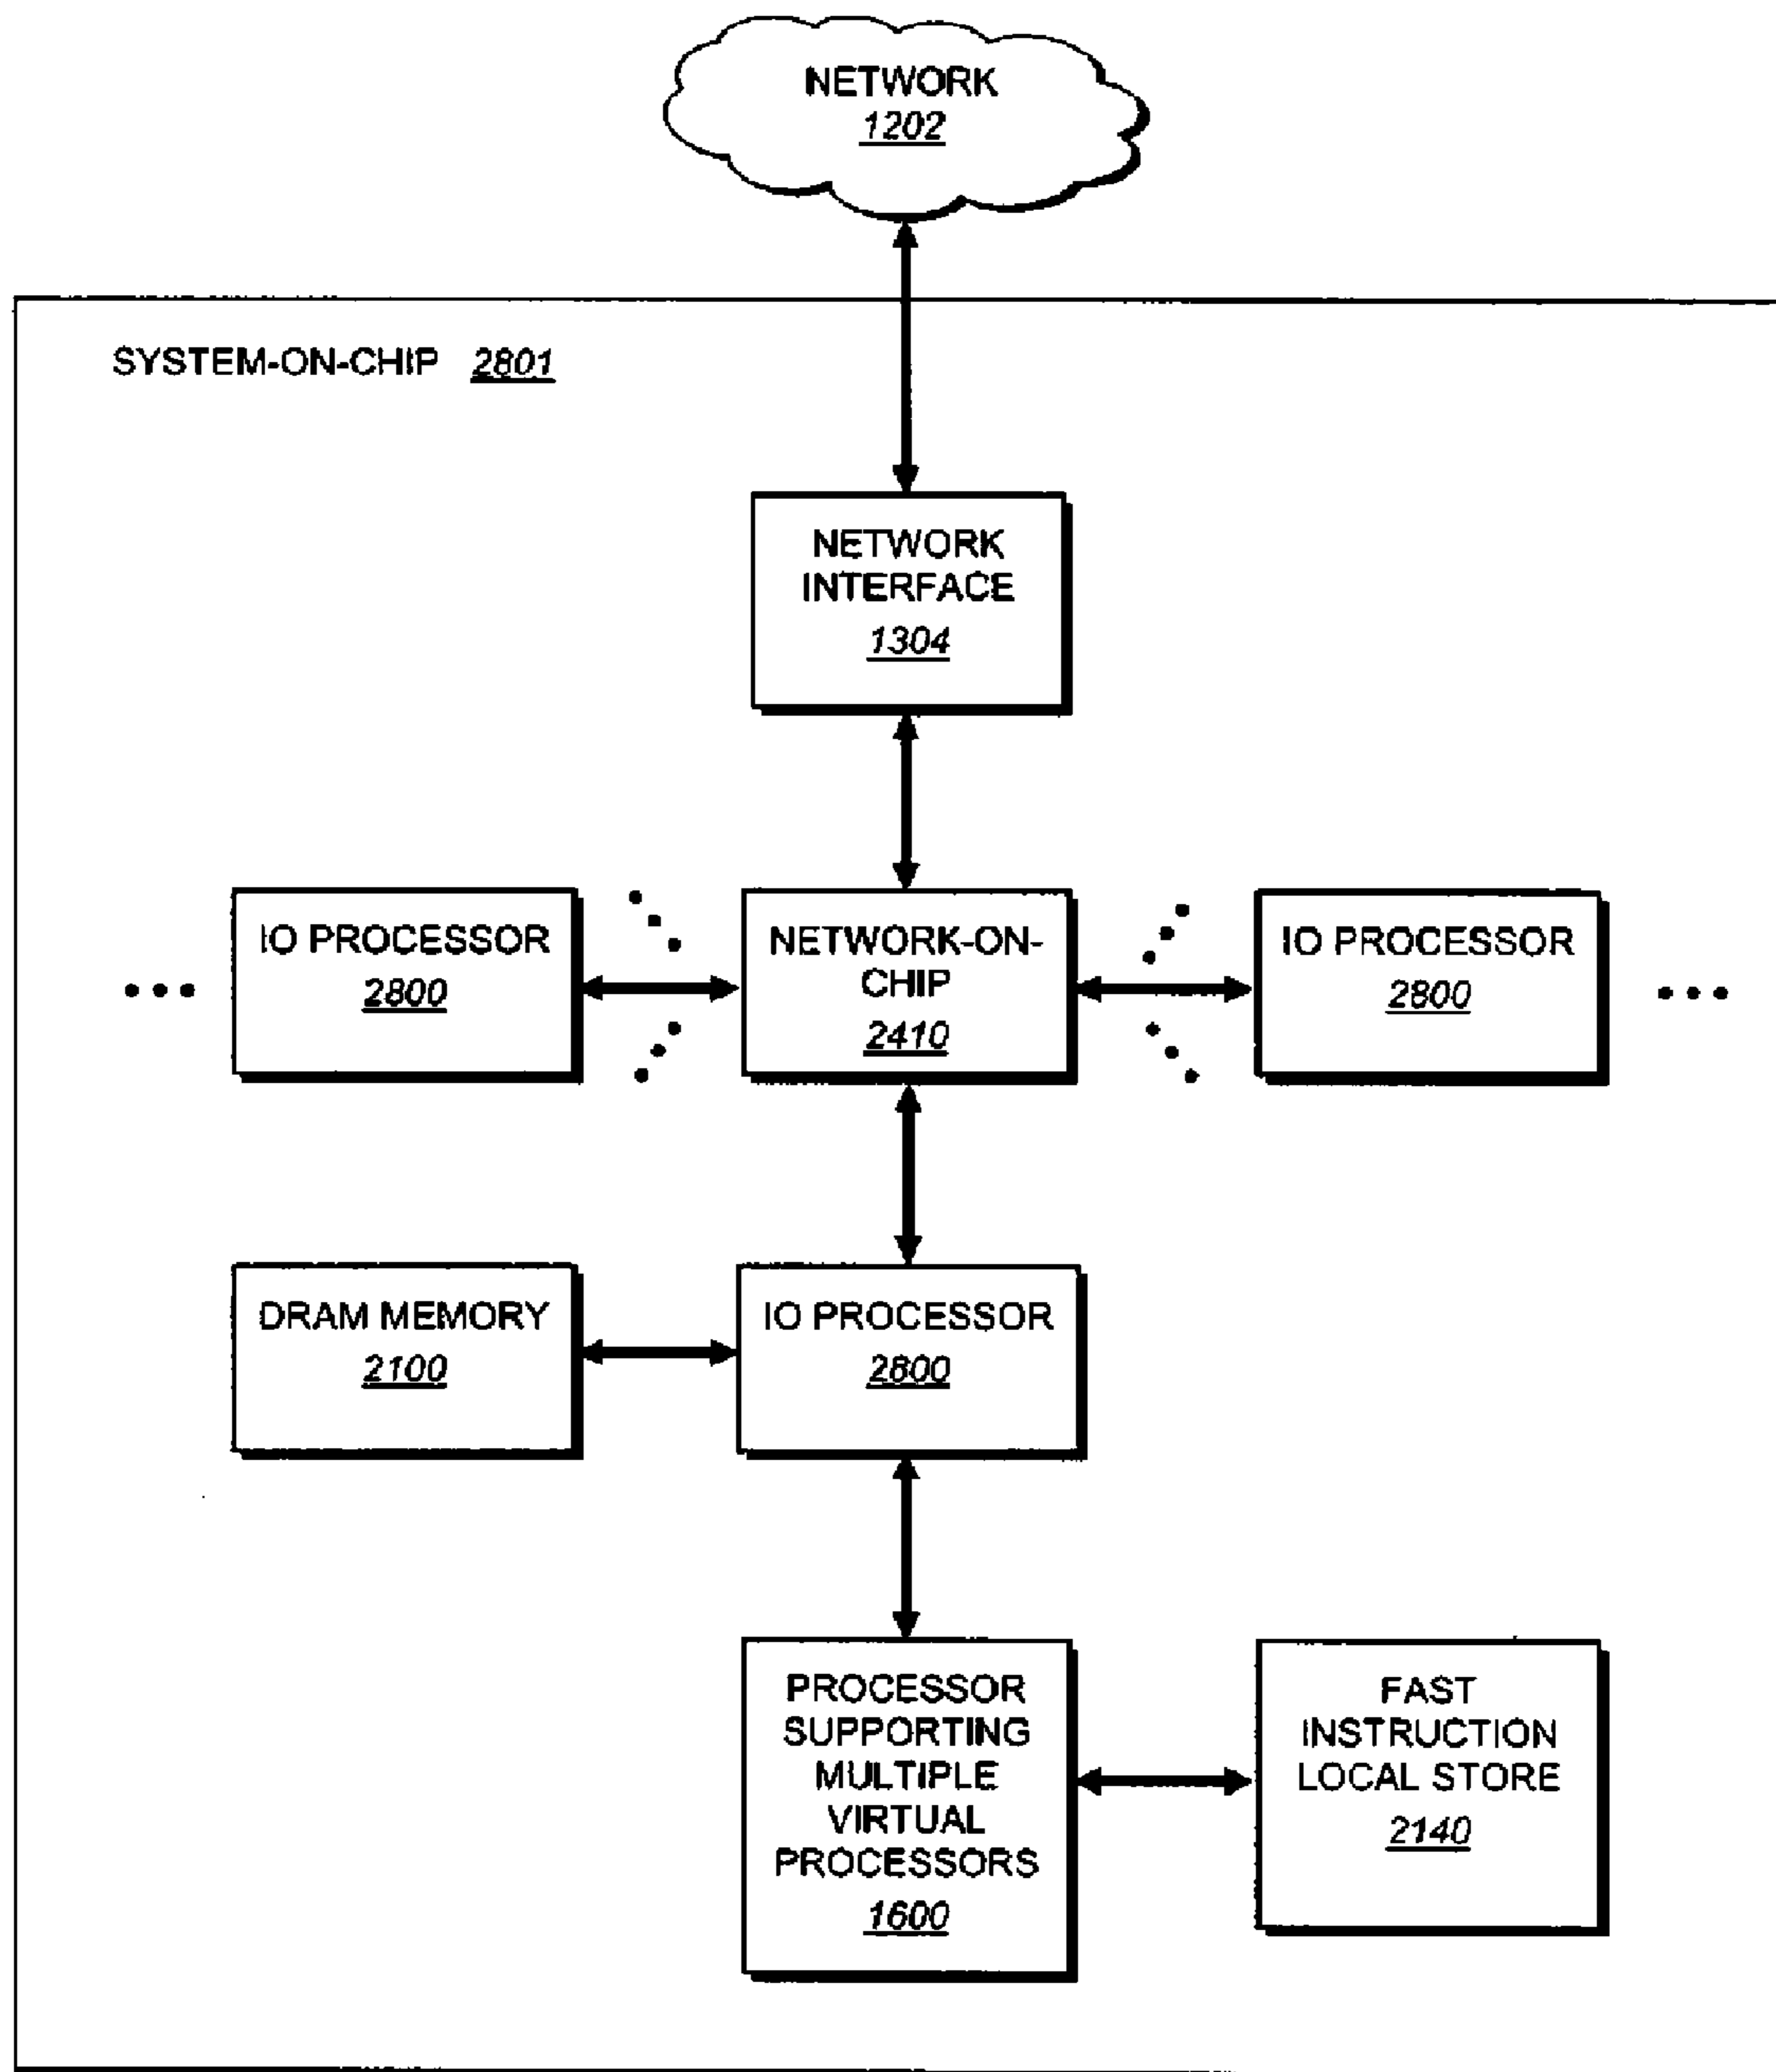 NETWORK
1202
SYSTEM-ON-CHIP 2801
NETWORK
INTERFACE
1304
IO PROCESSOR
2800
NETWORK-ON-
CHIP
2410
IO PROCESSOR
2800
DRAM MEMORY
2100
IO PROCESSOR
2800
PROCESSOR
SUPPORTING
MULTIPLE
VIRTUAL
PROCESSORS
1600
FAST
INSTRUCTION
LOCAL STORE
2140